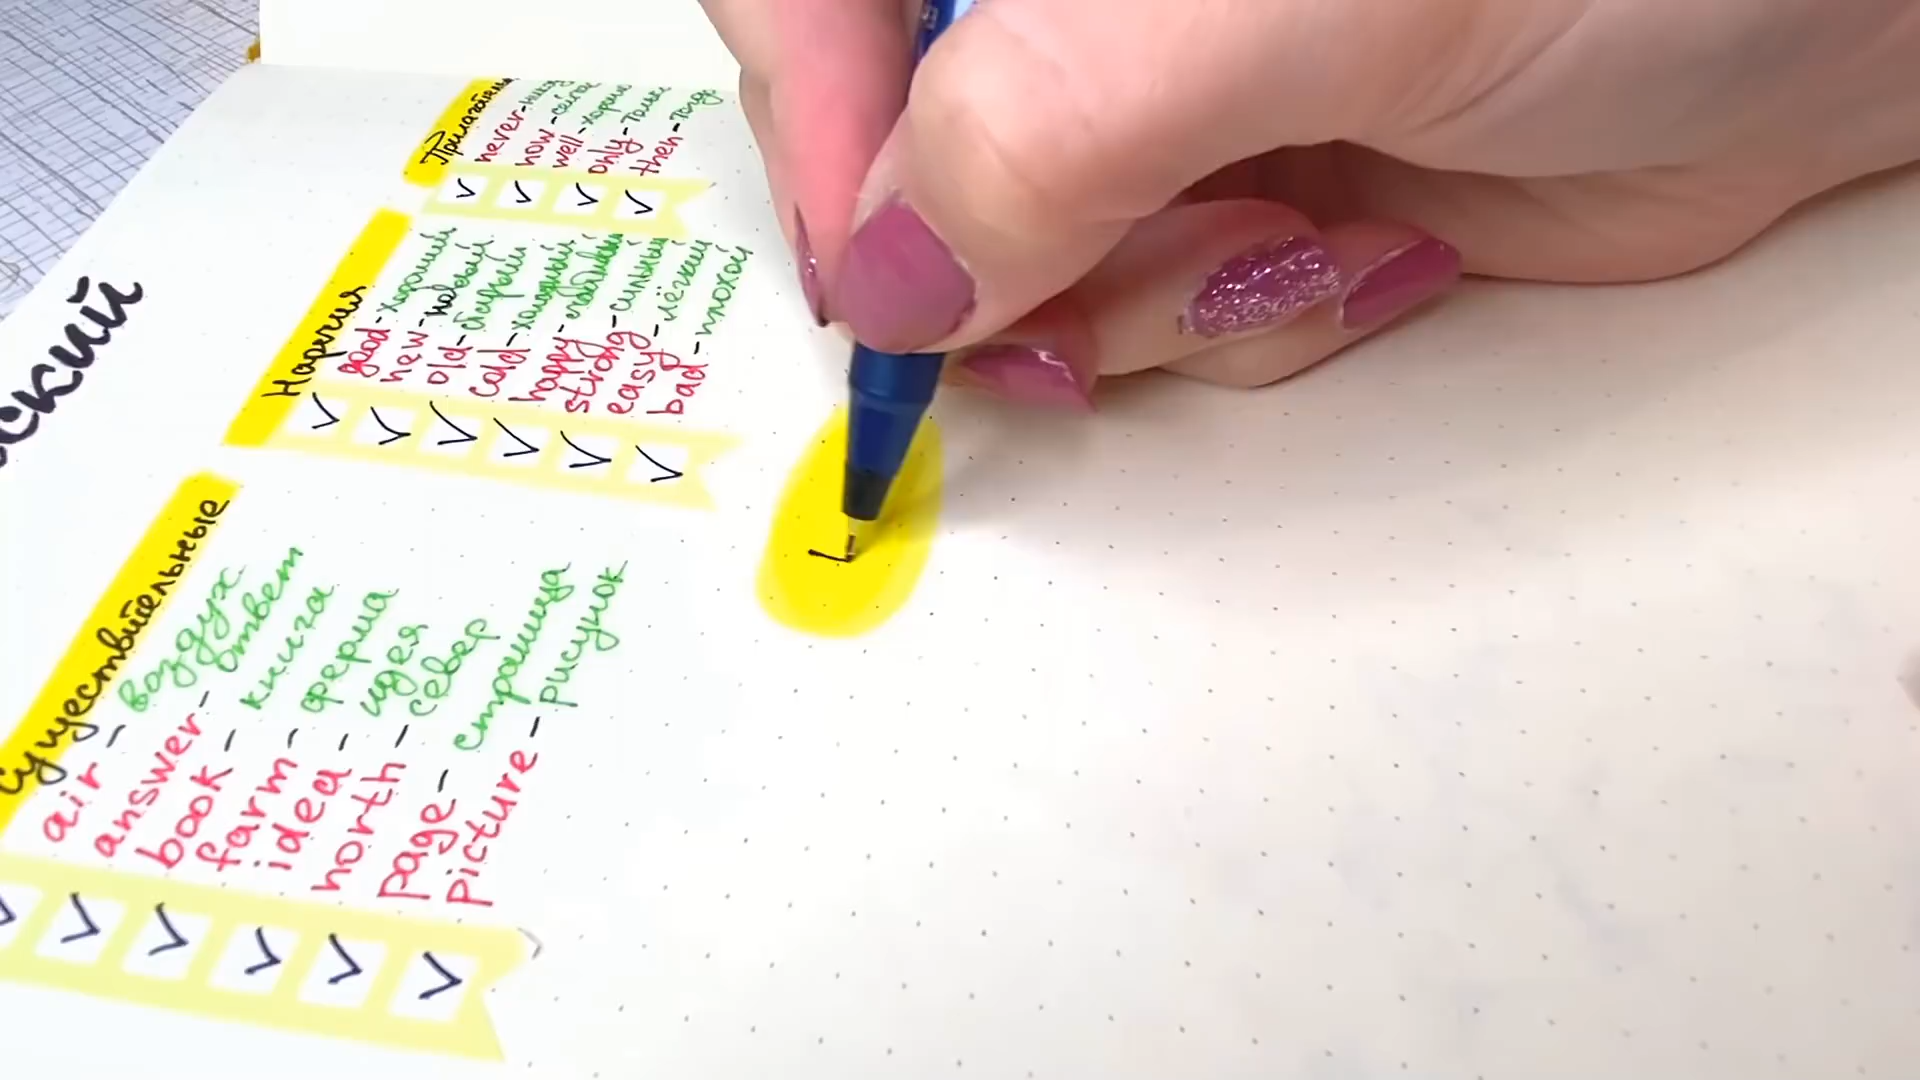 ский
Существительные
air - воздух
answer - ответ
book - книга
farm - ферма
idea - идея
north - север
page - страница
picture - рисунок
Наречия
good - хороший
new - новый
old - старый
cold - холодный
happy - счастливый
strong - сильный
easy - лёгкий
bad - плохой
Прилагательн
never - нико
now - сейчас
well - хорошо
only - только
then - тогда